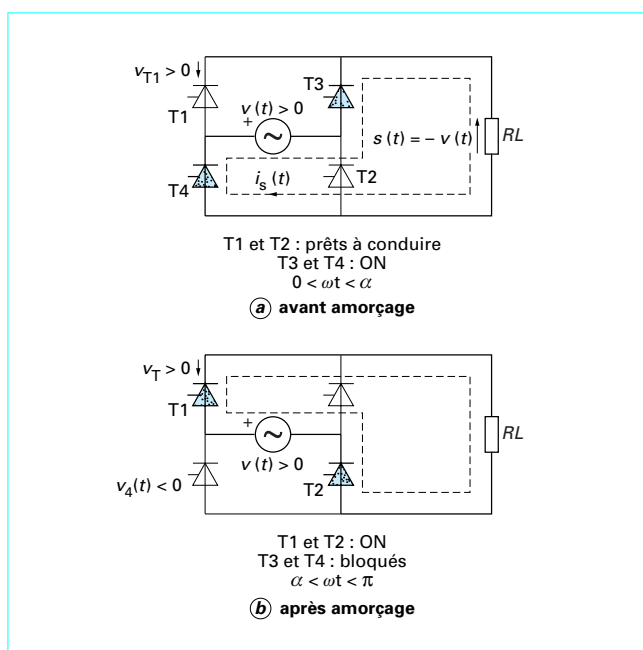 v_T1 > 0
T3
T1
v (t) > 0
+
s (t) = – v (t)
RL
T4
i_s (t)
T2
T1 et T2 : prêts à conduire
T3 et T4 : ON
0 < ωt < α
a avant amorçage
v_T > 0
T1
+
RL
v (t) > 0
v_4(t) < 0
T2
T1 et T2 : ON
T3 et T4 : bloqués
α < ωt < π
b après amorçage